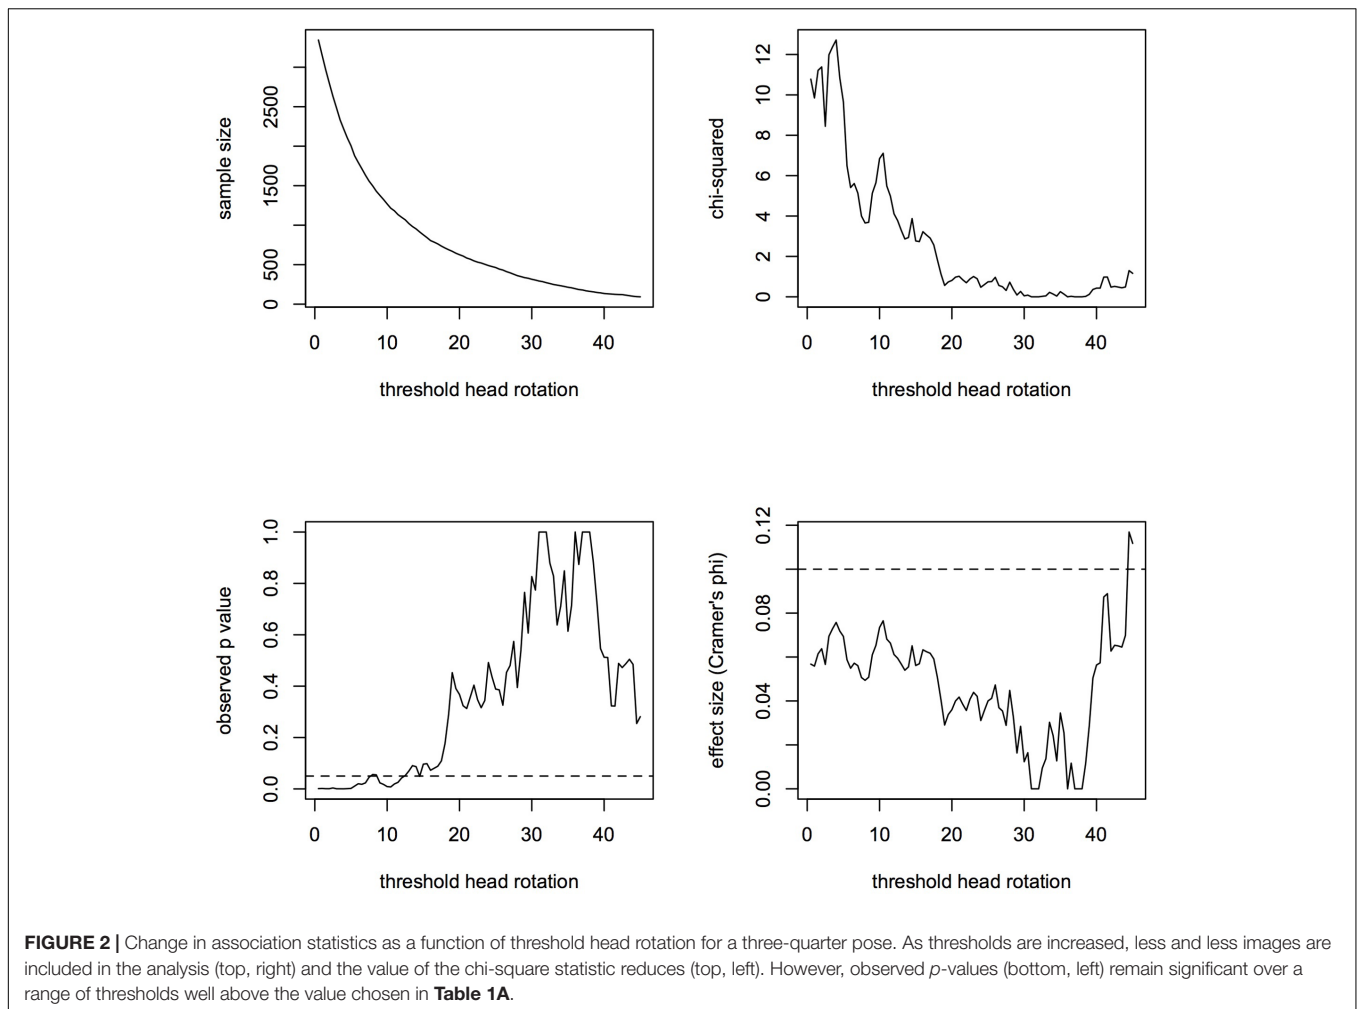 2500
1500
500
0
sample size
0 10 20 30 40
threshold head rotation
12
10
8
6
4
2
0
chi-squared
0 10 20 30 40
threshold head rotation
1.0
0.8
0.6
0.4
0.2
0.0
observed p value
0 10 20 30 40
threshold head rotation
0.12
0.08
0.04
0.00
effect size (Cramer's phi)
0 10 20 30 40
threshold head rotation
FIGURE 2 | Change in association statistics as a function of threshold head rotation for a three-quarter pose. As thresholds are increased, less and less images are
included in the analysis (top, right) and the value of the chi-square statistic reduces (top, left). However, observed p-values (bottom, left) remain significant over a
range of thresholds well above the value chosen in Table 1A.